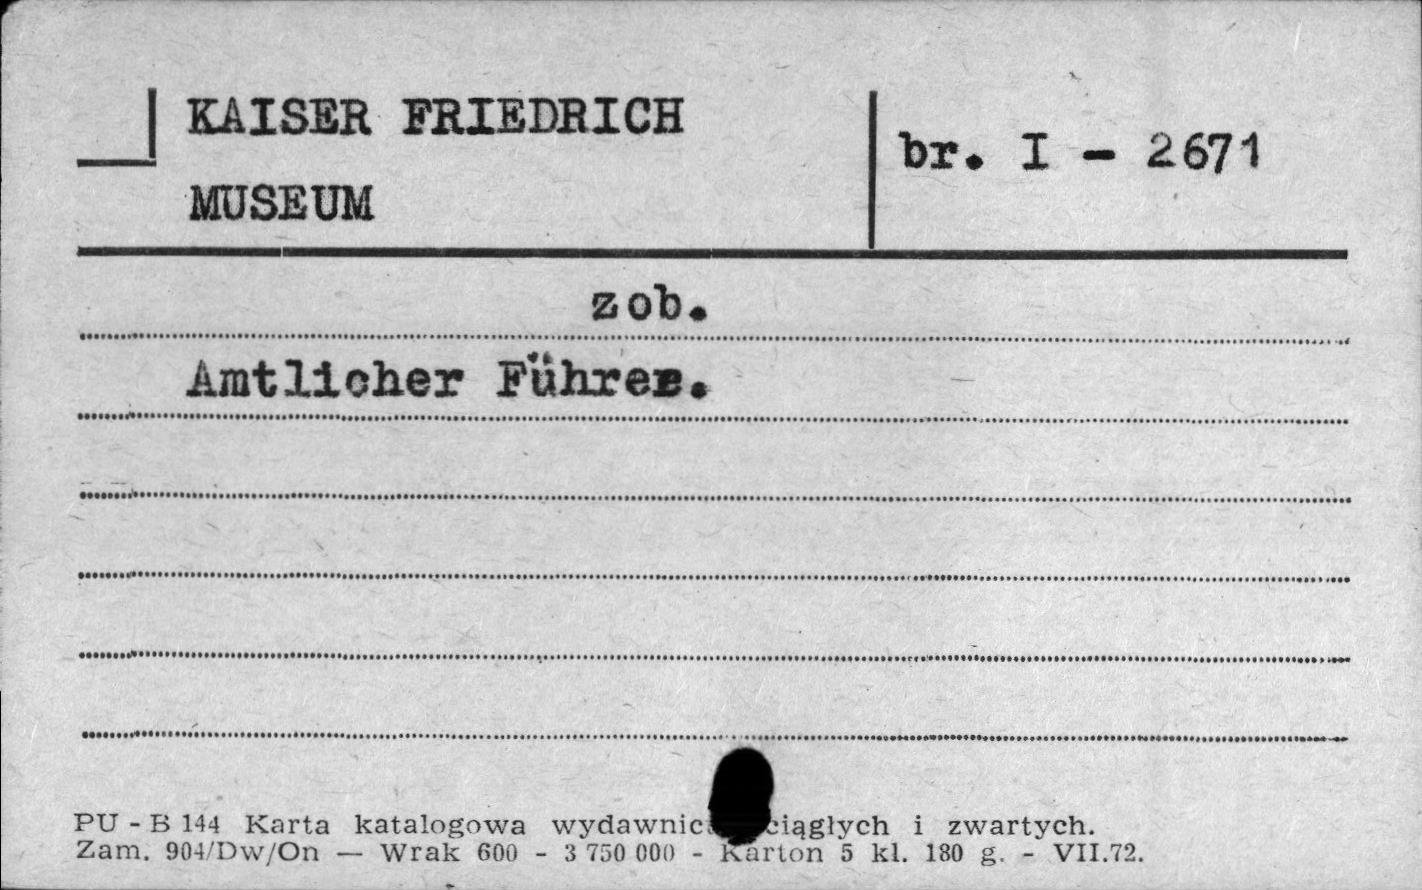 KAISER FRIEDRICH
MUSEUM
br. I - 2671
zob.
Amtlicher Führer.
PU - B 144 Karta katalogowa ciągłych i zwartych.
Zam. 904/Dw/On — Wrak 600 - 3 750 000 - Karton 5 kl. 180 g. - VII.72.